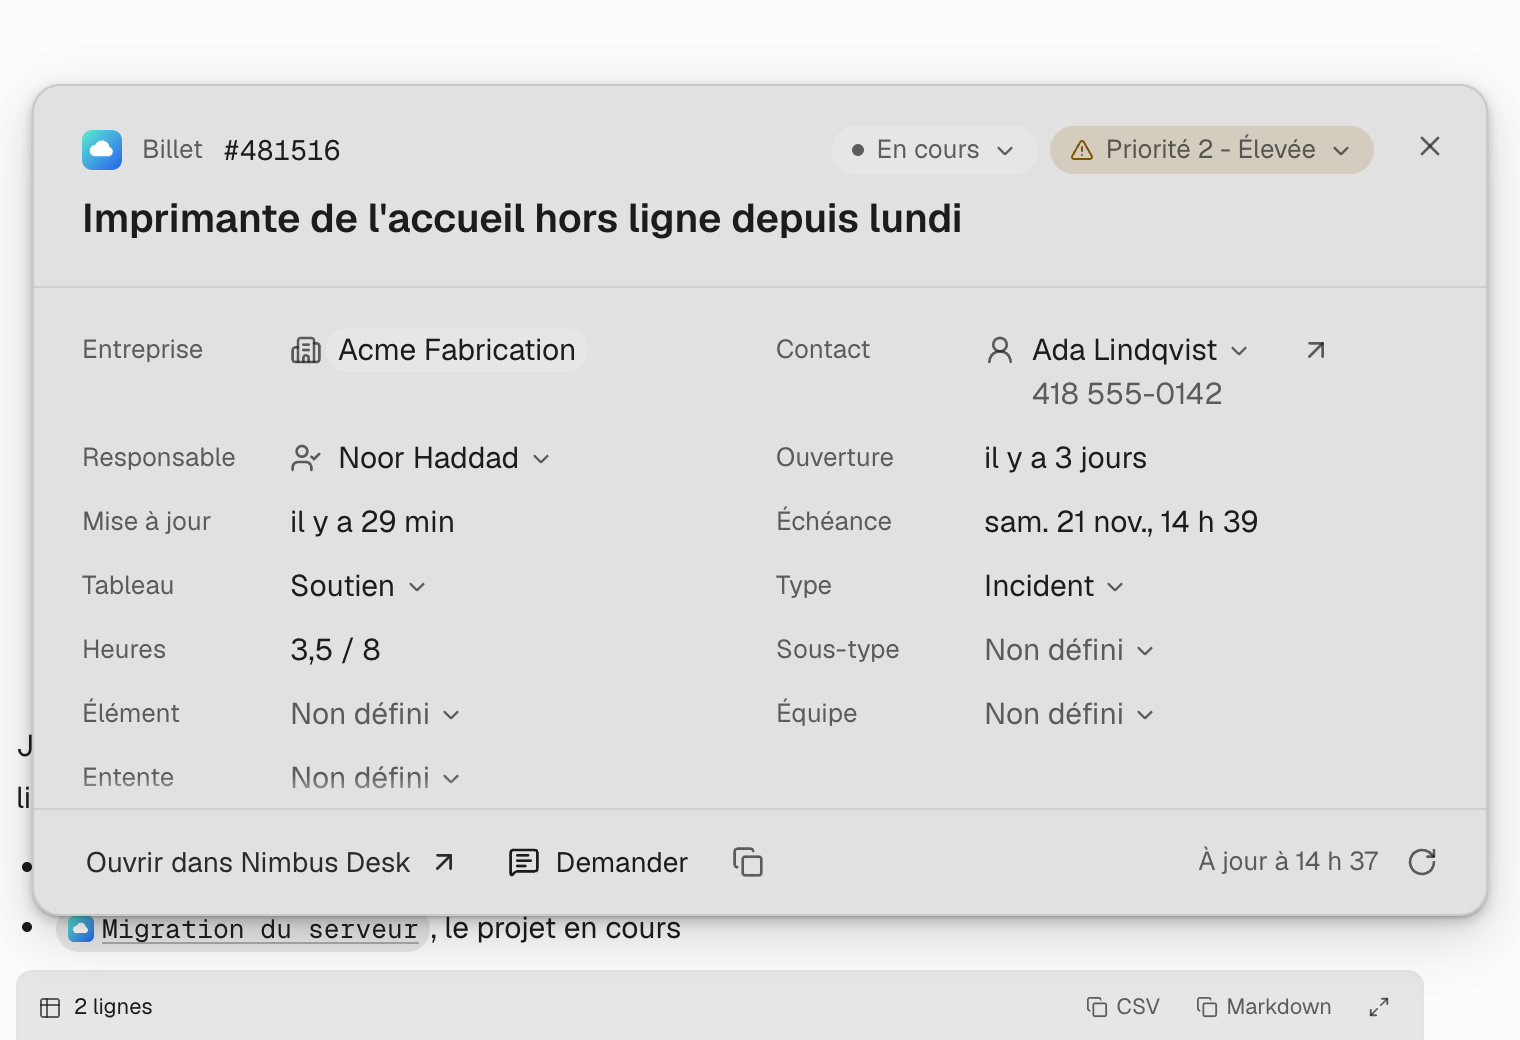 Billet #481516
En cours
Priorité 2 - Élevée
Imprimante de l'accueil hors ligne depuis lundi
Entreprise
Acme Fabrication
Contact
Ada Lindqvist
418 555-0142
Responsable
Noor Haddad
Ouverture
il y a 3 jours
Mise à jour
il y a 29 min
Échéance
sam. 21 nov., 14 h 39
Tableau
Soutien
Type
Incident
Heures
3,5 / 8
Sous-type
Non défini
Élément
Non défini
Équipe
Non défini
J
Entente
Non défini
li
Ouvrir dans Nimbus Desk
Demander
À jour à 14 h 37
• Migration du serveur, le projet en cours
2 lignes
CSV
Markdown